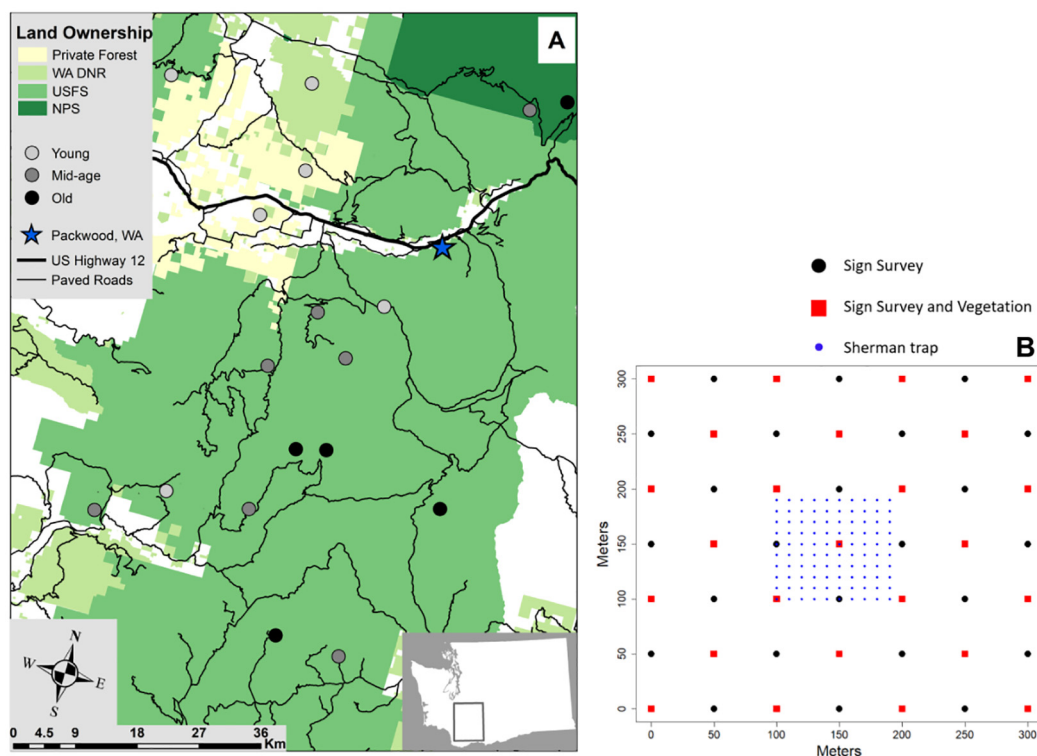 Land Ownership
Private Forest
WA DNR
USFS
NPS
Young
Mid-age
Old
Packwood, WA
US Highway 12
Paved Roads
A
N
W
E
S
0 4.5 9 18 27 36
Km
Sign Survey
Sign Survey and Vegetation
Sherman trap
B
300
250
200
150
100
50
0
Meters
0 50 100 150 200 250 300
Meters